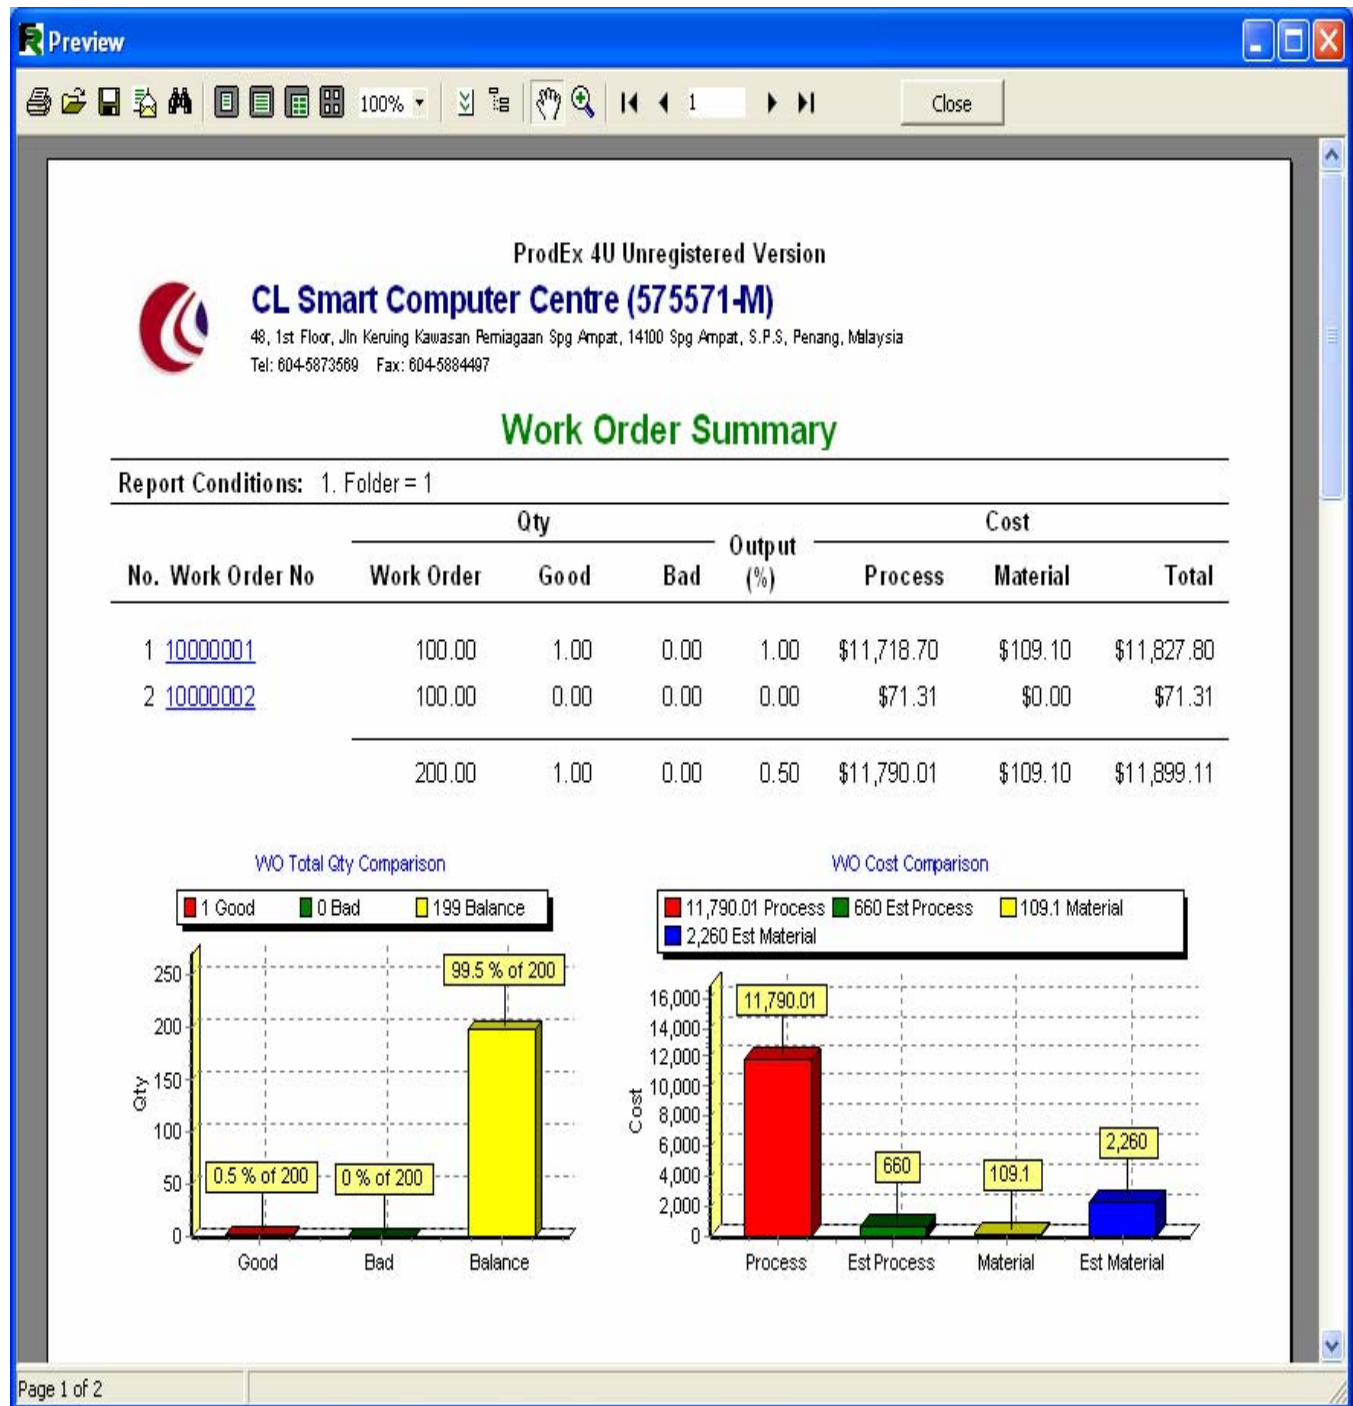 Preview
100%
1
Close
ProdEx 4U Unregistered Version
CL Smart Computer Centre (575571-M)
48, 1st Floor, Jln Keruing Kawasan Perniagaan Spg Ampat, 14100 Spg Ampat, S.P.S, Penang, Malaysia
Tel: 604-5873569 Fax: 604-5884497
Work Order Summary
Report Conditions: 1. Folder = 1
Qty Output (%) Cost
No. Work Order No Work Order Good Bad Process Material Total
1 10000001 100.00 1.00 0.00 1.00 $11,718.70 $109.10 $11,827.80
2 10000002 100.00 0.00 0.00 0.00 $71.31 $0.00 $71.31
200.00 1.00 0.00 0.50 $11,790.01 $109.10 $11,899.11
WO Total Qty Comparison
1 Good 0 Bad 199 Balance
250
200
150
100
50
0
Qty
99.5 % of 200
0.5 % of 200
0 % of 200
Good Bad Balance
WO Cost Comparison
11,790.01 Process 660 Est Process 109.1 Material
2,260 Est Material
16,000
14,000
12,000
10,000
8,000
6,000
4,000
2,000
0
Cost
11,790.01
660
109.1
2,260
Process Est Process Material Est Material
Page 1 of 2